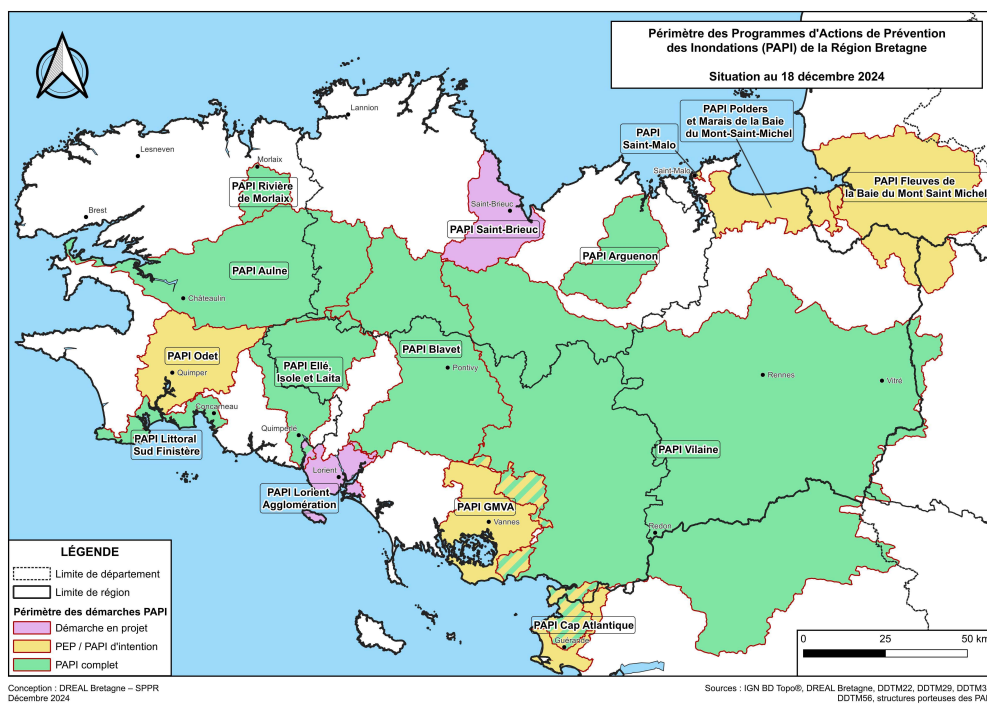 Périmètre des Programmes d'Actions de Prévention
des Inondations (PAPI) de la Région Bretagne
Situation au 18 décembre 2024
Lannion
Lesneven
Morlaix
PAPI Rivière
de Morlaix
Brest
PAPI Polders
et Marais de la Baie
du Mont-Saint-Michel
PAPI
Saint-Malo
Saint-Malo
PAPI Fleuves de
la Baie du Mont Saint Michel
Saint-Brieuc
PAPI Saint-Brieuc
PAPI Arguenon
PAPI Aulne
Châteaulin
PAPI Odet
Quimper
PAPI Ellé,
Isole et Laita
PAPI Blavet
Pontivy
Rennes
Vitré
Concarneau
Quimperlé
PAPI Littoral
Sud Finistère
PAPI Vilaine
Lorient
PAPI Lorient
Agglomération
PAPI GMVA
Vannes
Redon
PAPI Cap Atlantique
Guérande
LÉGENDE
Limite de département
Limite de région
Périmètre des démarches PAPI
Démarche en projet
PEP / PAPI d'intention
PAPI complet
0 25 50 km
Conception : DREAL Bretagne – SPPR
Décembre 2024
Sources : IGN BD Topo®, DREAL Bretagne, DDTM22, DDTM29, DDTM3
DDTM56, structures porteuses des PA